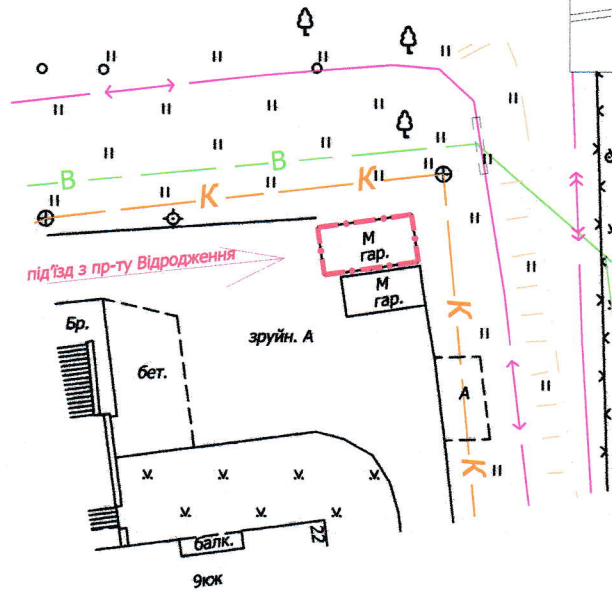 В
В
К
К
М
гар.
М
гар.
під'їзд з пр-ту Відродження
Бр.
бет.
зруйн. А
К
А
К
балк.
22
9юк